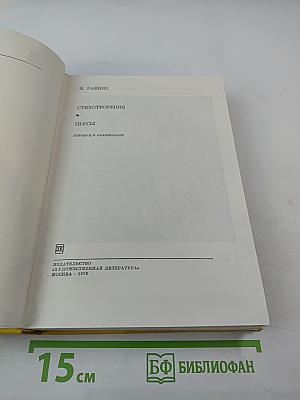 Я. РАЙНИС
СТИХОТВОРЕНИЯ
•
ПЬЕСЫ
ПЕРЕВОД С ЛАТЫШСКОГО
ИЗДАТЕЛЬСТВО
«ХУДОЖЕСТВЕННАЯ ЛИТЕРАТУРА»
МОСКВА · 1976
15 см
БФ БИБЛИОФАН